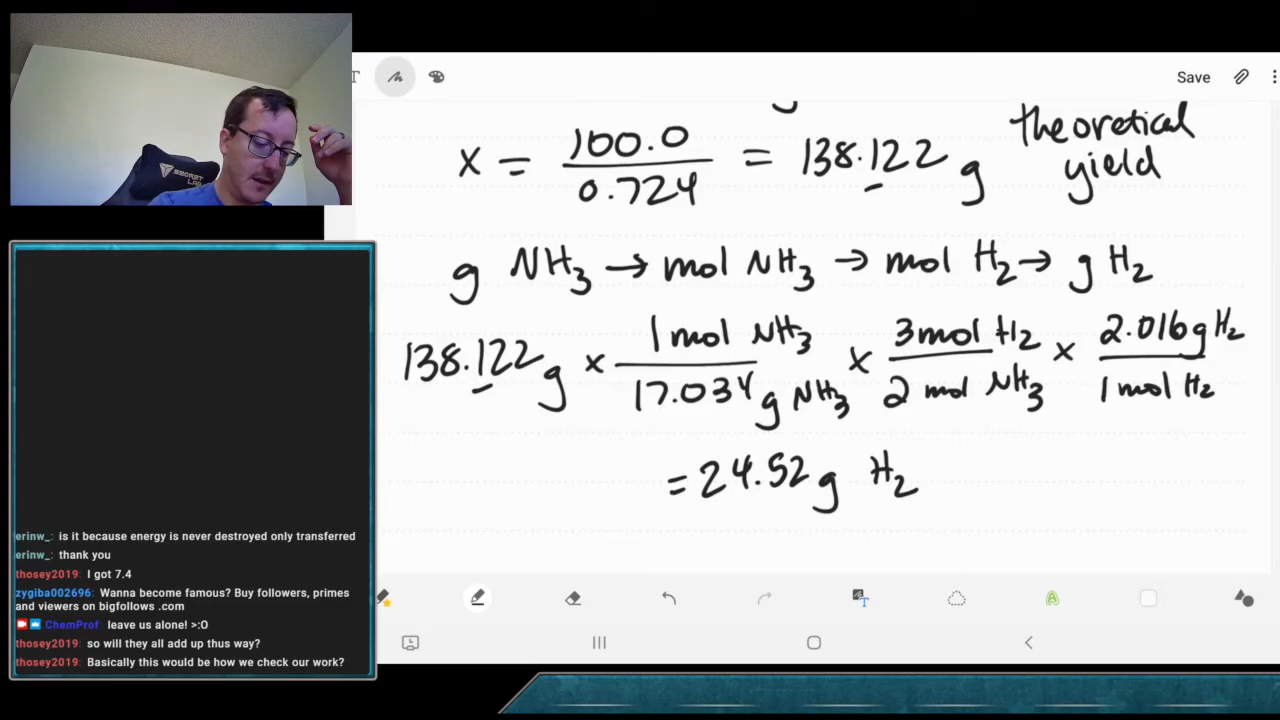 T
Save
x = 100.0 / 0.724 = 138.122 g
theoretical
yield
g NH3 → mol NH3 → mol H2 → g H2
138.122 g × 1 mol NH3 / 17.034 g NH3 × 3 mol H2 / 2 mol NH3 × 2.016 g H2 / 1 mol H2
= 24.52 g H2
SECRET
LAB
erinw_: is it because energy is never destroyed only transferred
erinw_: thank you
thosey2019: I got 7.4
zygiba002696: Wanna become famous? Buy followers, primes
and viewers on bigfollows .com
ChemProf: leave us alone! >:O
thosey2019: so will they all add up thus way?
thosey2019: Basically this would be how we check our work?
T
A